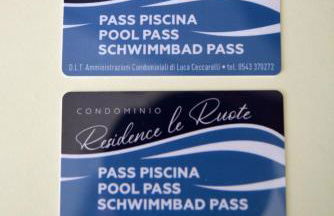 PASS PISCINA
POOL PASS
SCHWIMMBAD PASS
D.L.T Amministrazioni Condominiali di Luca Ceccarelli • tel. 0543 370272
CONDOMINIO
Residence le Ruote
PASS PISCINA
POOL PASS
SCHWIMMBAD PASS